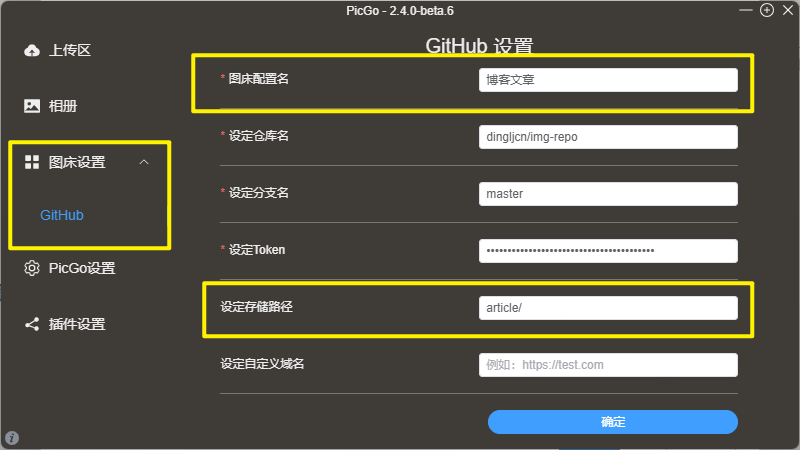 PicGo - 2.4.0-beta.6
上传区
相册
图床设置
GitHub
PicGo设置
插件设置
GitHub 设置
* 图床配置名
博客文章
* 设定仓库名
dingljcn/img-repo
* 设定分支名
master
* 设定Token
••••••••••••••••••••••••••••••••••••••••
设定存储路径
article/
设定自定义域名
例如：https://test.com
确定